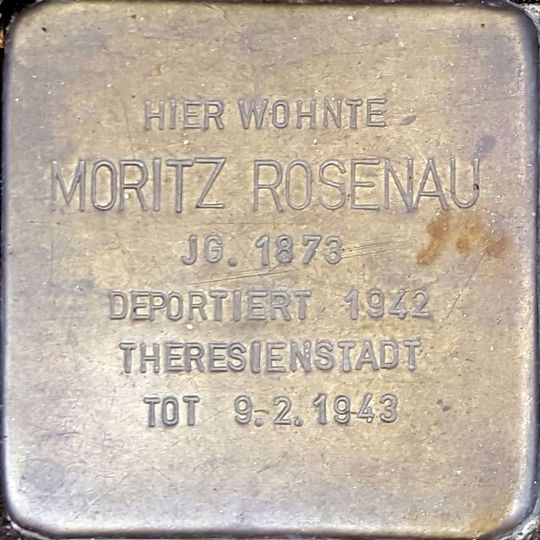 HIER WOHNTE
MORITZ ROSENAU
JG. 1873
DEPORTIERT 1942
THERESIENSTADT
TOT 9.2.1943